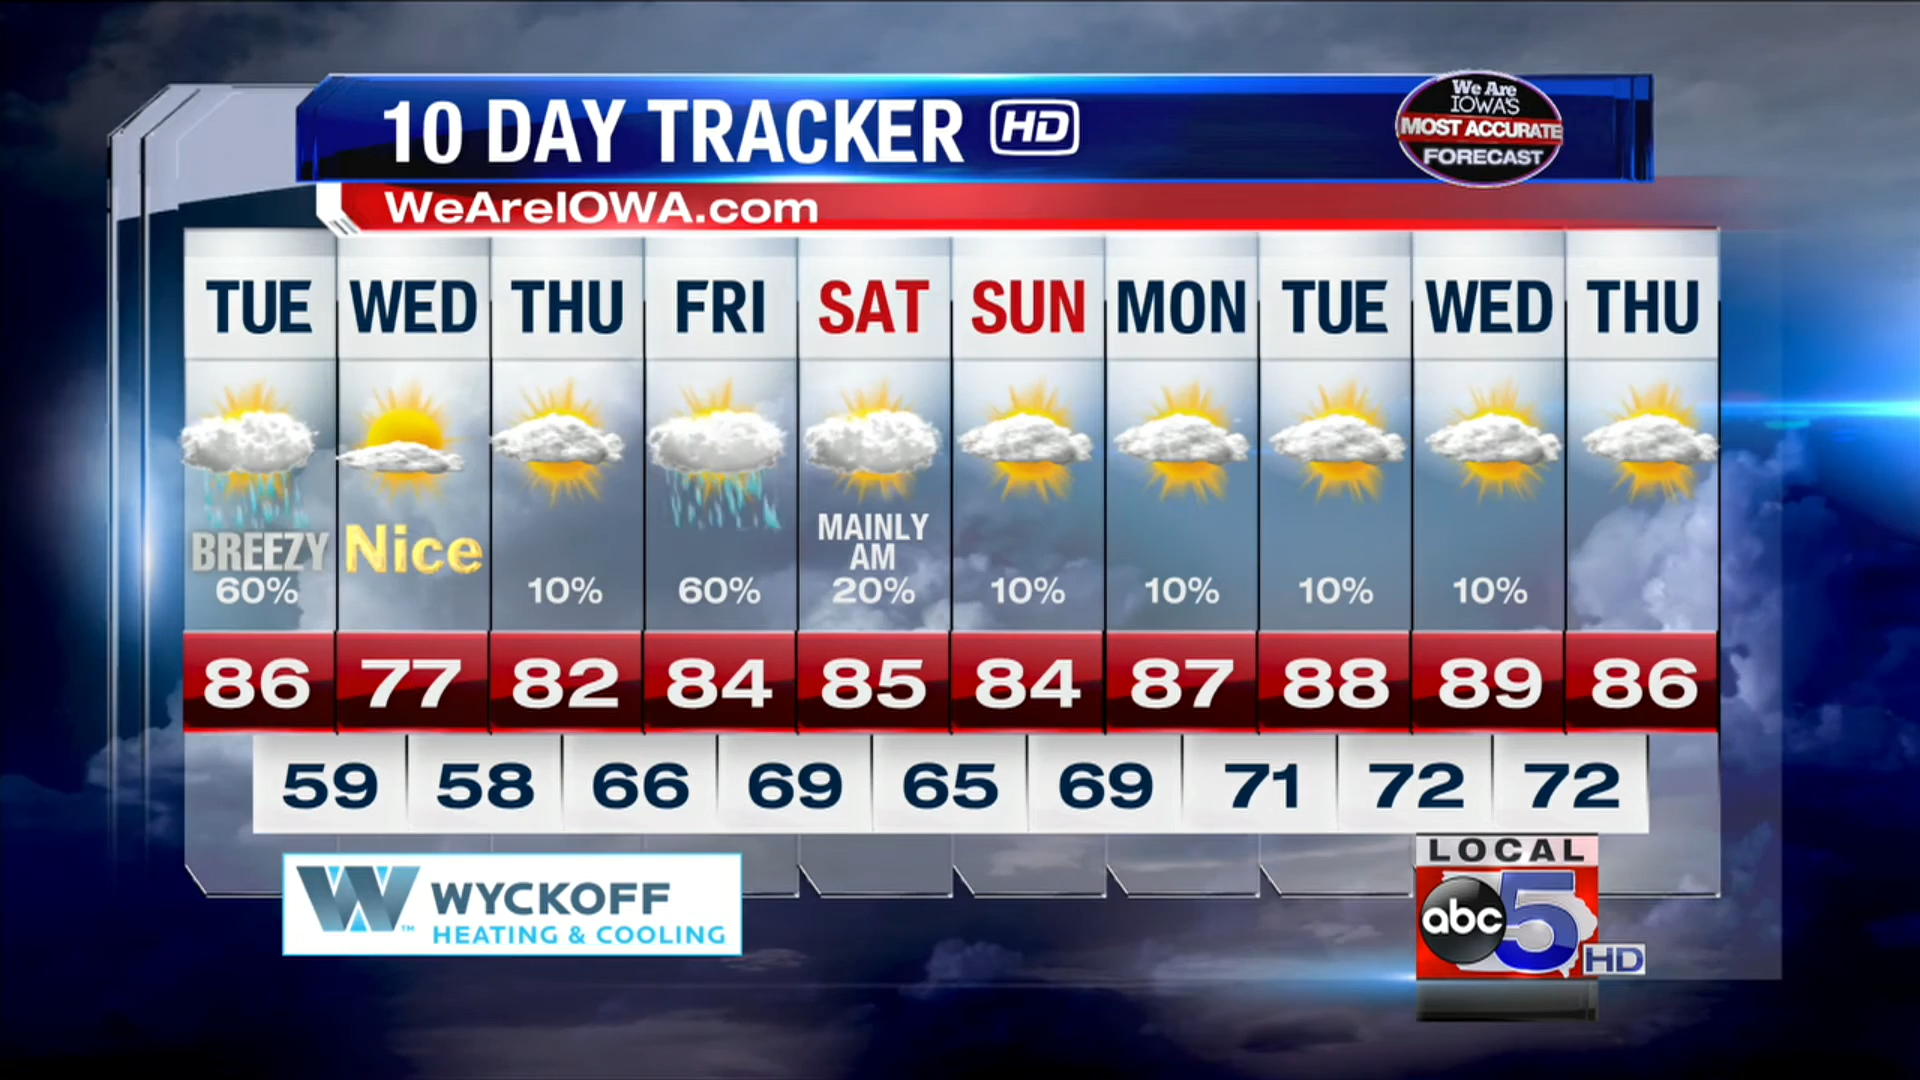 10 DAY TRACKER HD
We Are
IOWA'S
MOST ACCURATE
FORECAST
WeAreIOWA.com
TUE WED THU FRI SAT SUN MON TUE WED THU
BREEZY Nice MAINLY
AM
60% 10% 60% 20% 10% 10% 10% 10%
86 77 82 84 85 84 87 88 89 86
59 58 66 69 65 69 71 72 72
LOCAL
abc 5
HD
W™ WYCKOFF
HEATING & COOLING